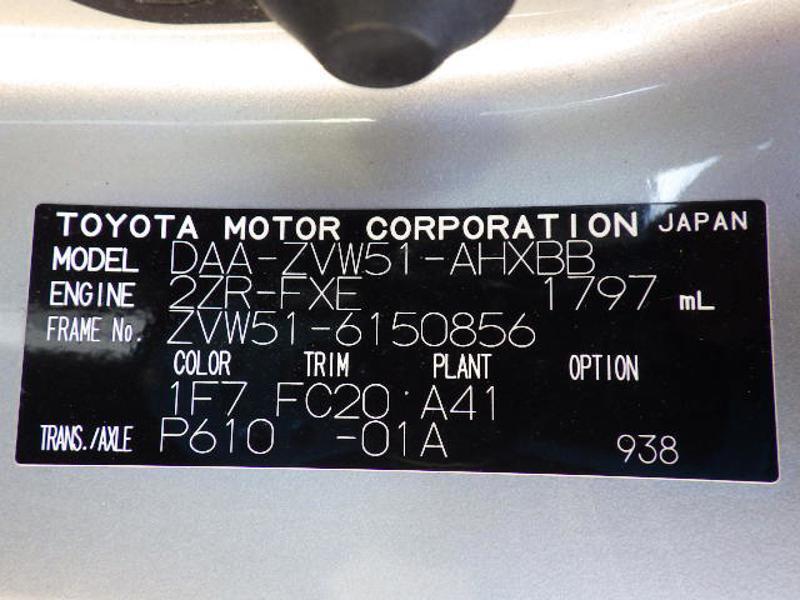 TOYOTA MOTOR CORPORATION JAPAN
MODEL DAA-ZVW51-AHXBB
ENGINE 2ZR-FXE 1797 mL
FRAME No. ZVW51-6150856
COLOR TRIM PLANT OPTION
1F7 FC20 A41
TRANS./AXLE P610 -01A 938